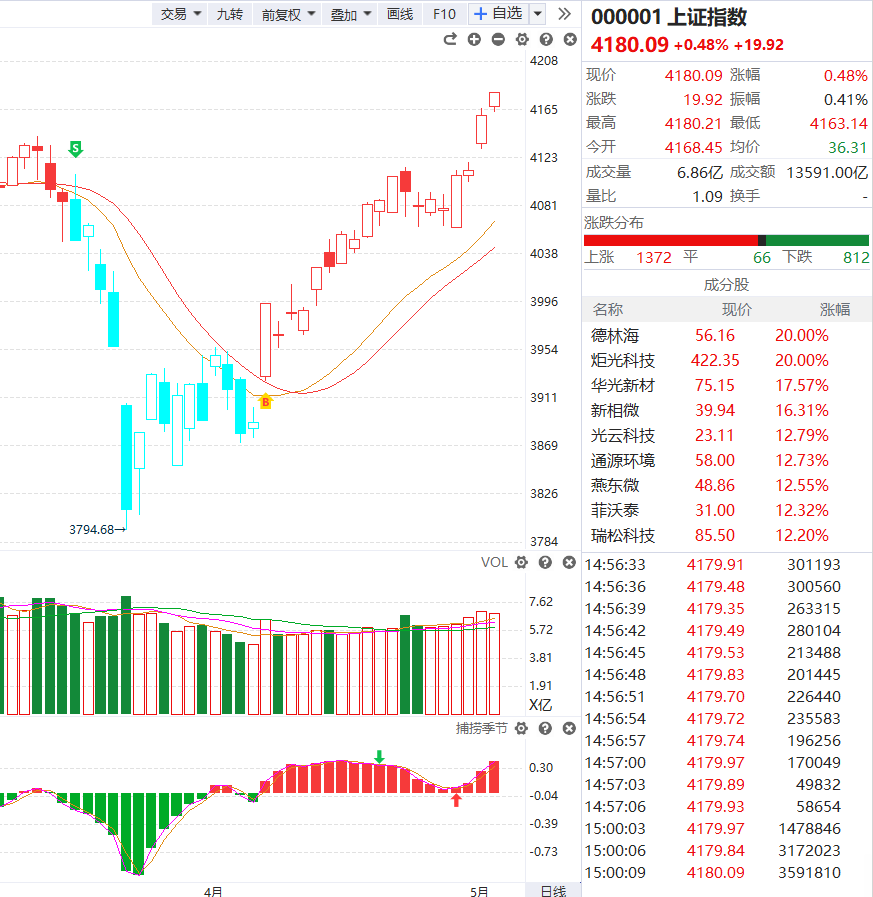 交易 九转 前复权 叠加 画线 F10 + 自选
000001 上证指数
4180.09 +0.48% +19.92
现价 4180.09 涨幅 0.48%
涨跌 19.92 振幅 0.41%
最高 4180.21 最低 4163.14
今开 4168.45 均价 36.31
成交量 6.86亿 成交额 13591.00亿
量比 1.09 换手 -
涨跌分布
上涨 1372 平 66 下跌 812
成分股
名称 现价 涨幅
德林海 56.16 20.00%
炬光科技 422.35 20.00%
华光新材 75.15 17.57%
新相微 39.94 16.31%
光云科技 23.11 12.79%
通源环境 58.00 12.73%
燕东微 48.86 12.55%
菲沃泰 31.00 12.32%
瑞松科技 85.50 12.20%
14:56:33 4179.91 301193
14:56:36 4179.48 300560
14:56:39 4179.35 263315
14:56:42 4179.49 280104
14:56:45 4179.53 213488
14:56:48 4179.83 201445
14:56:51 4179.70 226440
14:56:54 4179.72 235583
14:56:57 4179.74 196256
14:57:00 4179.97 170049
14:57:03 4179.89 49832
14:57:06 4179.93 58654
15:00:03 4179.97 1478846
15:00:06 4179.84 3172023
15:00:09 4180.09 3591810
4208
4165
4123
4081
4038
3996
3954
3911
3869
3826
3784
S
B
3794.68→
VOL
7.62
5.72
3.81
1.91
X亿
捕捞季节
0.30
-0.04
-0.39
-0.73
4月 5月 日线